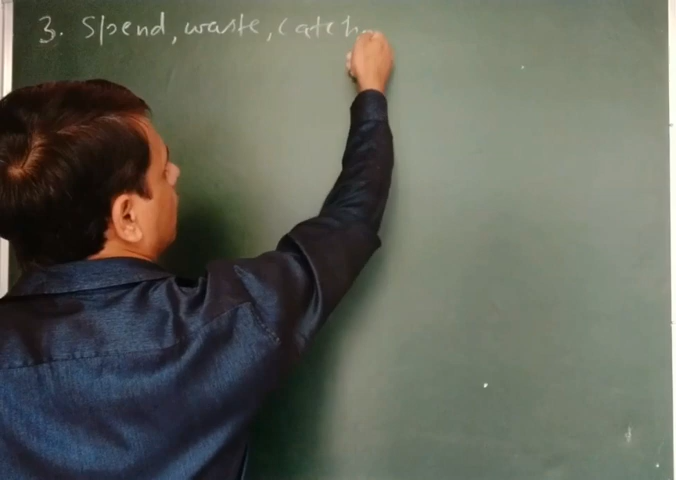 3. Spend, waste, catch